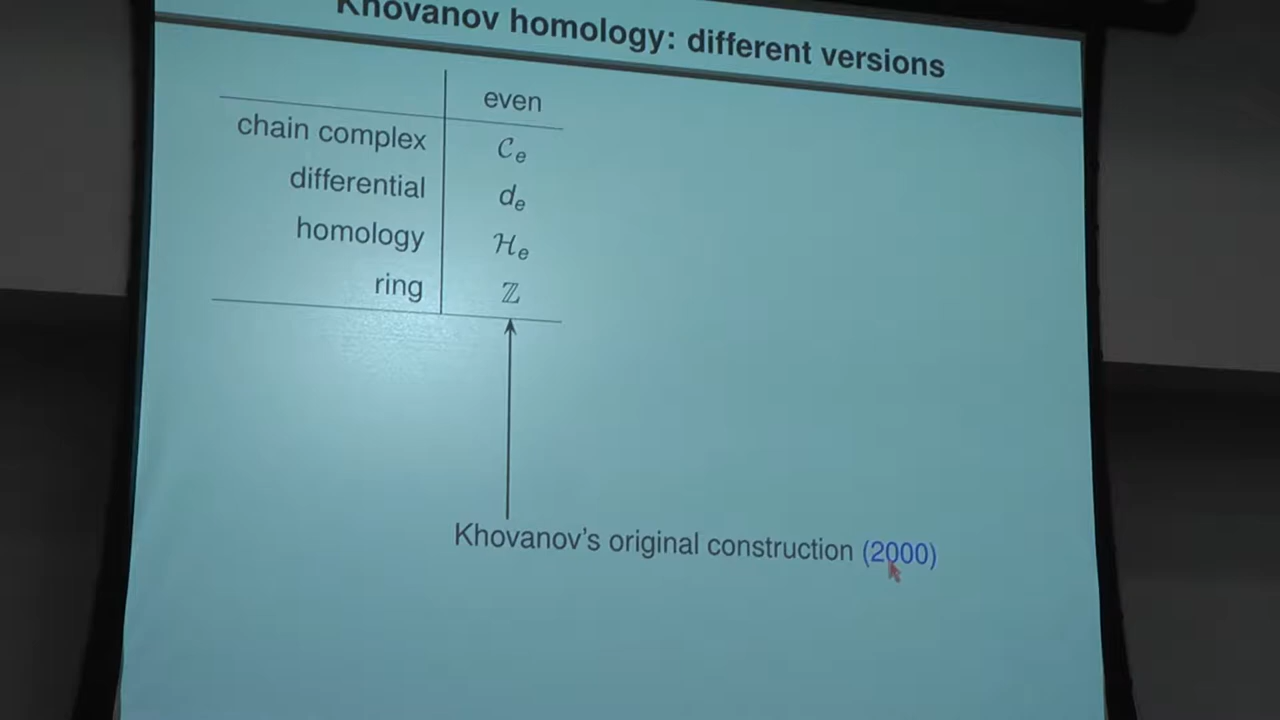 Khovanov homology: different versions
even
chain complex 𝒞ₑ
differential dₑ
homology ℋₑ
ring ℤ
Khovanov's original construction (2000)